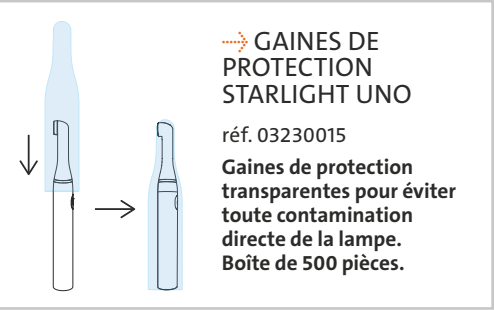 GAINES DE
PROTECTION
STARLIGHT UNO
réf. 03230015
Gaines de protection
transparentes pour éviter
toute contamination
directe de la lampe.
Boîte de 500 pièces.